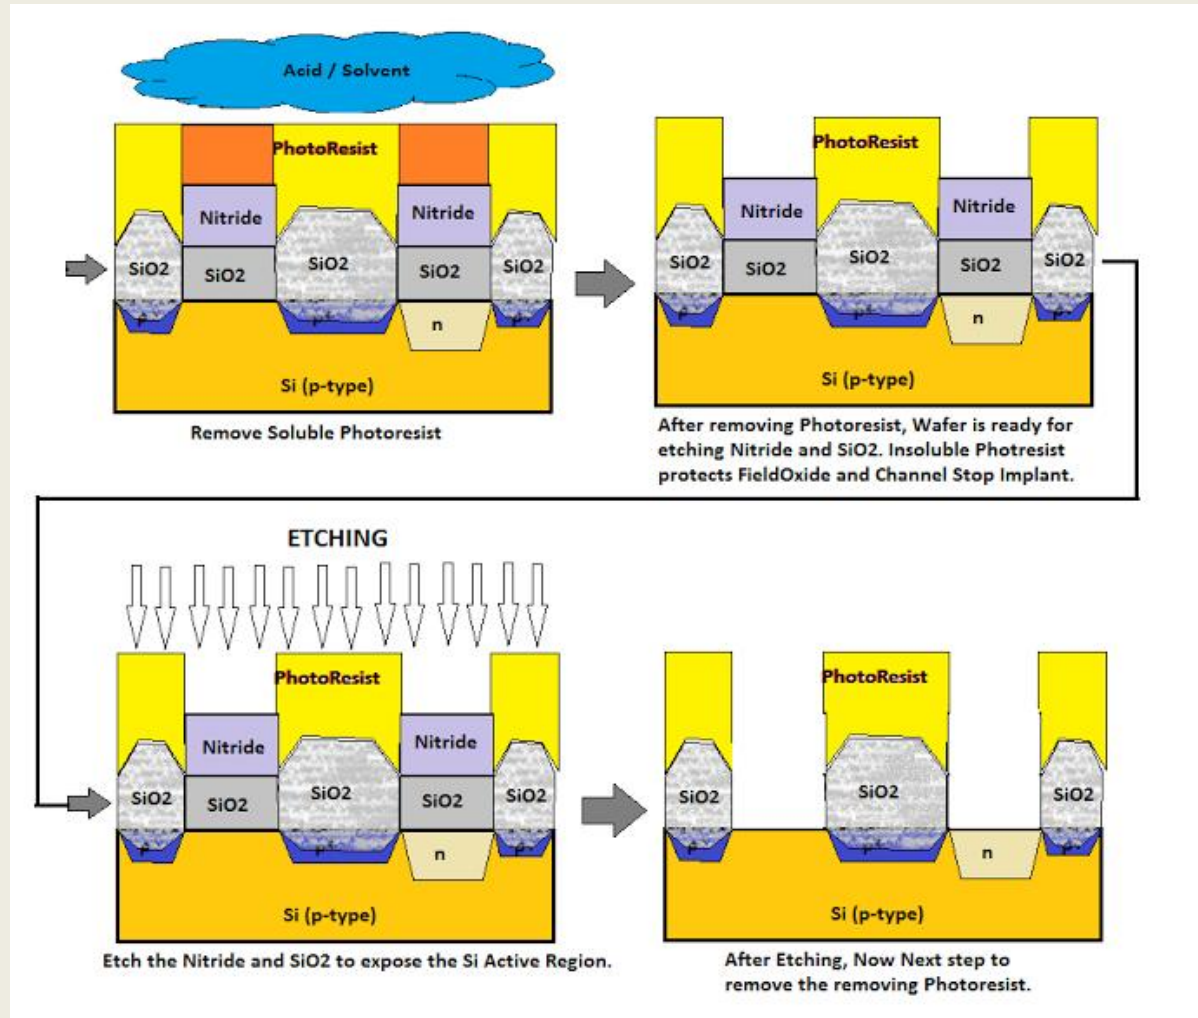 Acid / Solvent
PhotoResist
Nitride
Nitride
SiO2
SiO2
SiO2
SiO2
SiO2
n
Si (p-type)
Remove Soluble Photoresist
PhotoResist
Nitride
Nitride
SiO2
SiO2
SiO2
SiO2
SiO2
n
Si (p-type)
After removing Photoresist, Wafer is ready for
etching Nitride and SiO2. Insoluble Photresist
protects FieldOxide and Channel Stop Implant.
ETCHING
PhotoResist
Nitride
Nitride
SiO2
SiO2
SiO2
SiO2
SiO2
n
Si (p-type)
Etch the Nitride and SiO2 to expose the Si Active Region.
PhotoResist
SiO2
SiO2
SiO2
n
Si (p-type)
After Etching, Now Next step to
remove the removing Photoresist.